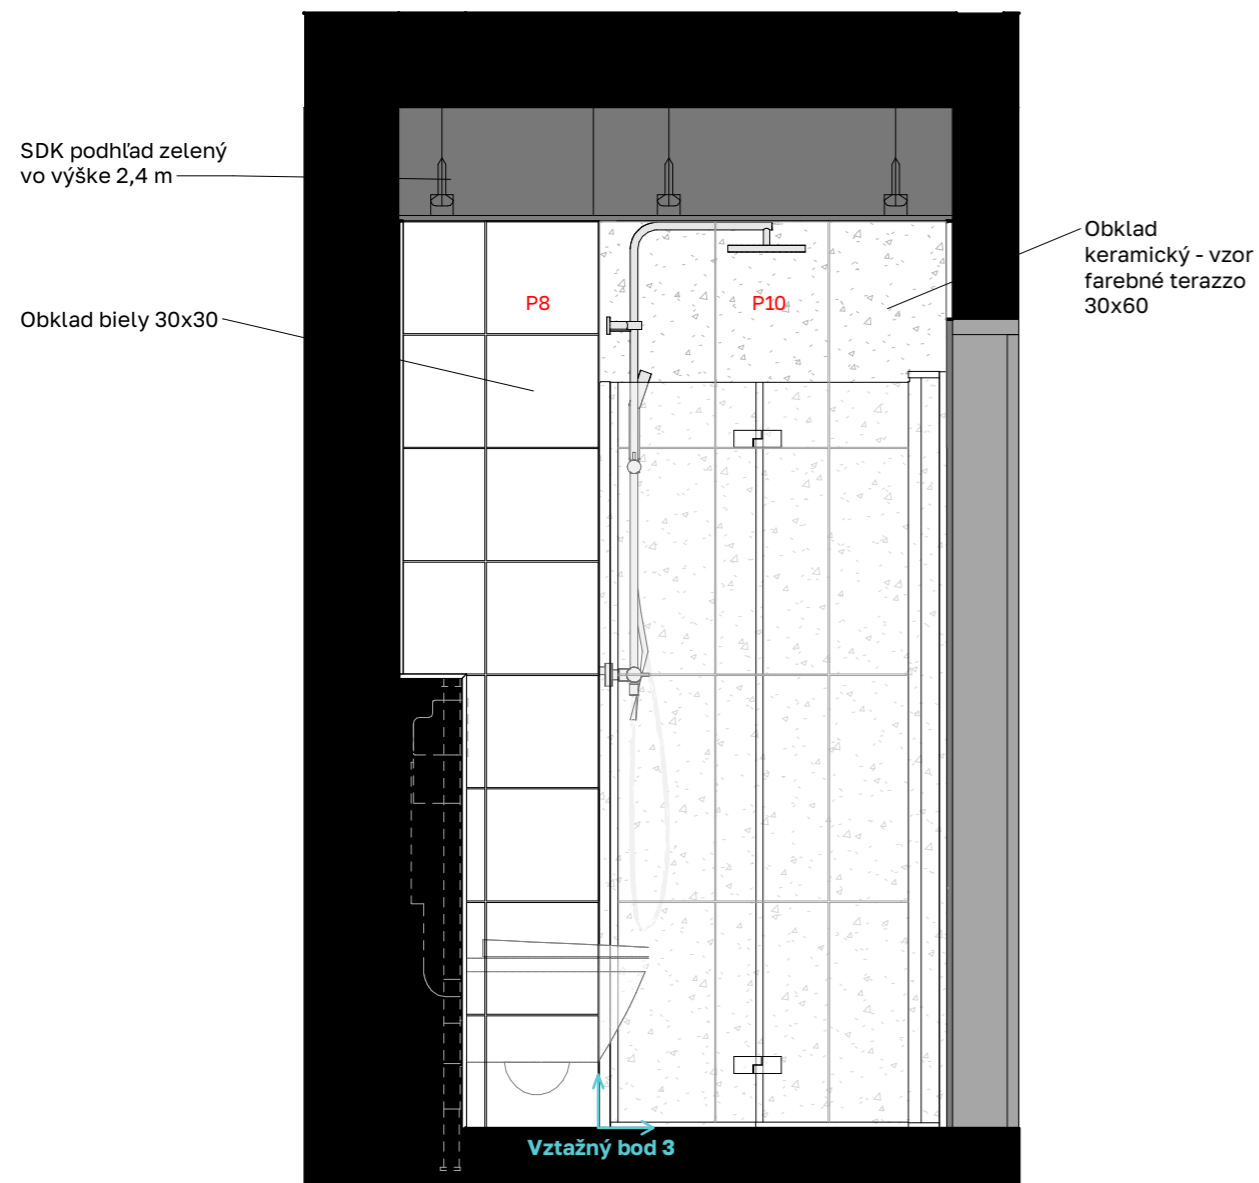 SDK podhľad zelený
vo výške 2,4 m
Obklad
keramický - vzor
farebné terazzo
30x60
P8
P10
Obklad biely 30x30
Vztažný bod 3